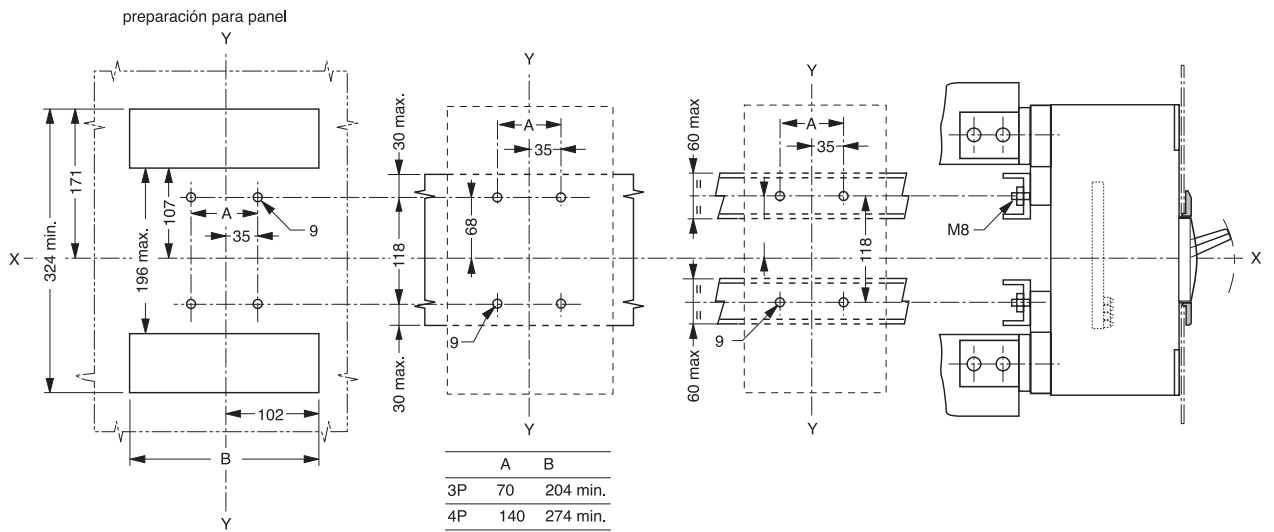 preparación para panel
Y
X
324 min.
171
196 max.
107
A
35
9
102
B
Y
Y
30 max.
A
35
68
118
9
30 max.
Y
Y
60 max
=
=
A
35
118
=
=
9
60 max
Y
M8
X
A B
3P 70 204 min.
4P 140 274 min.